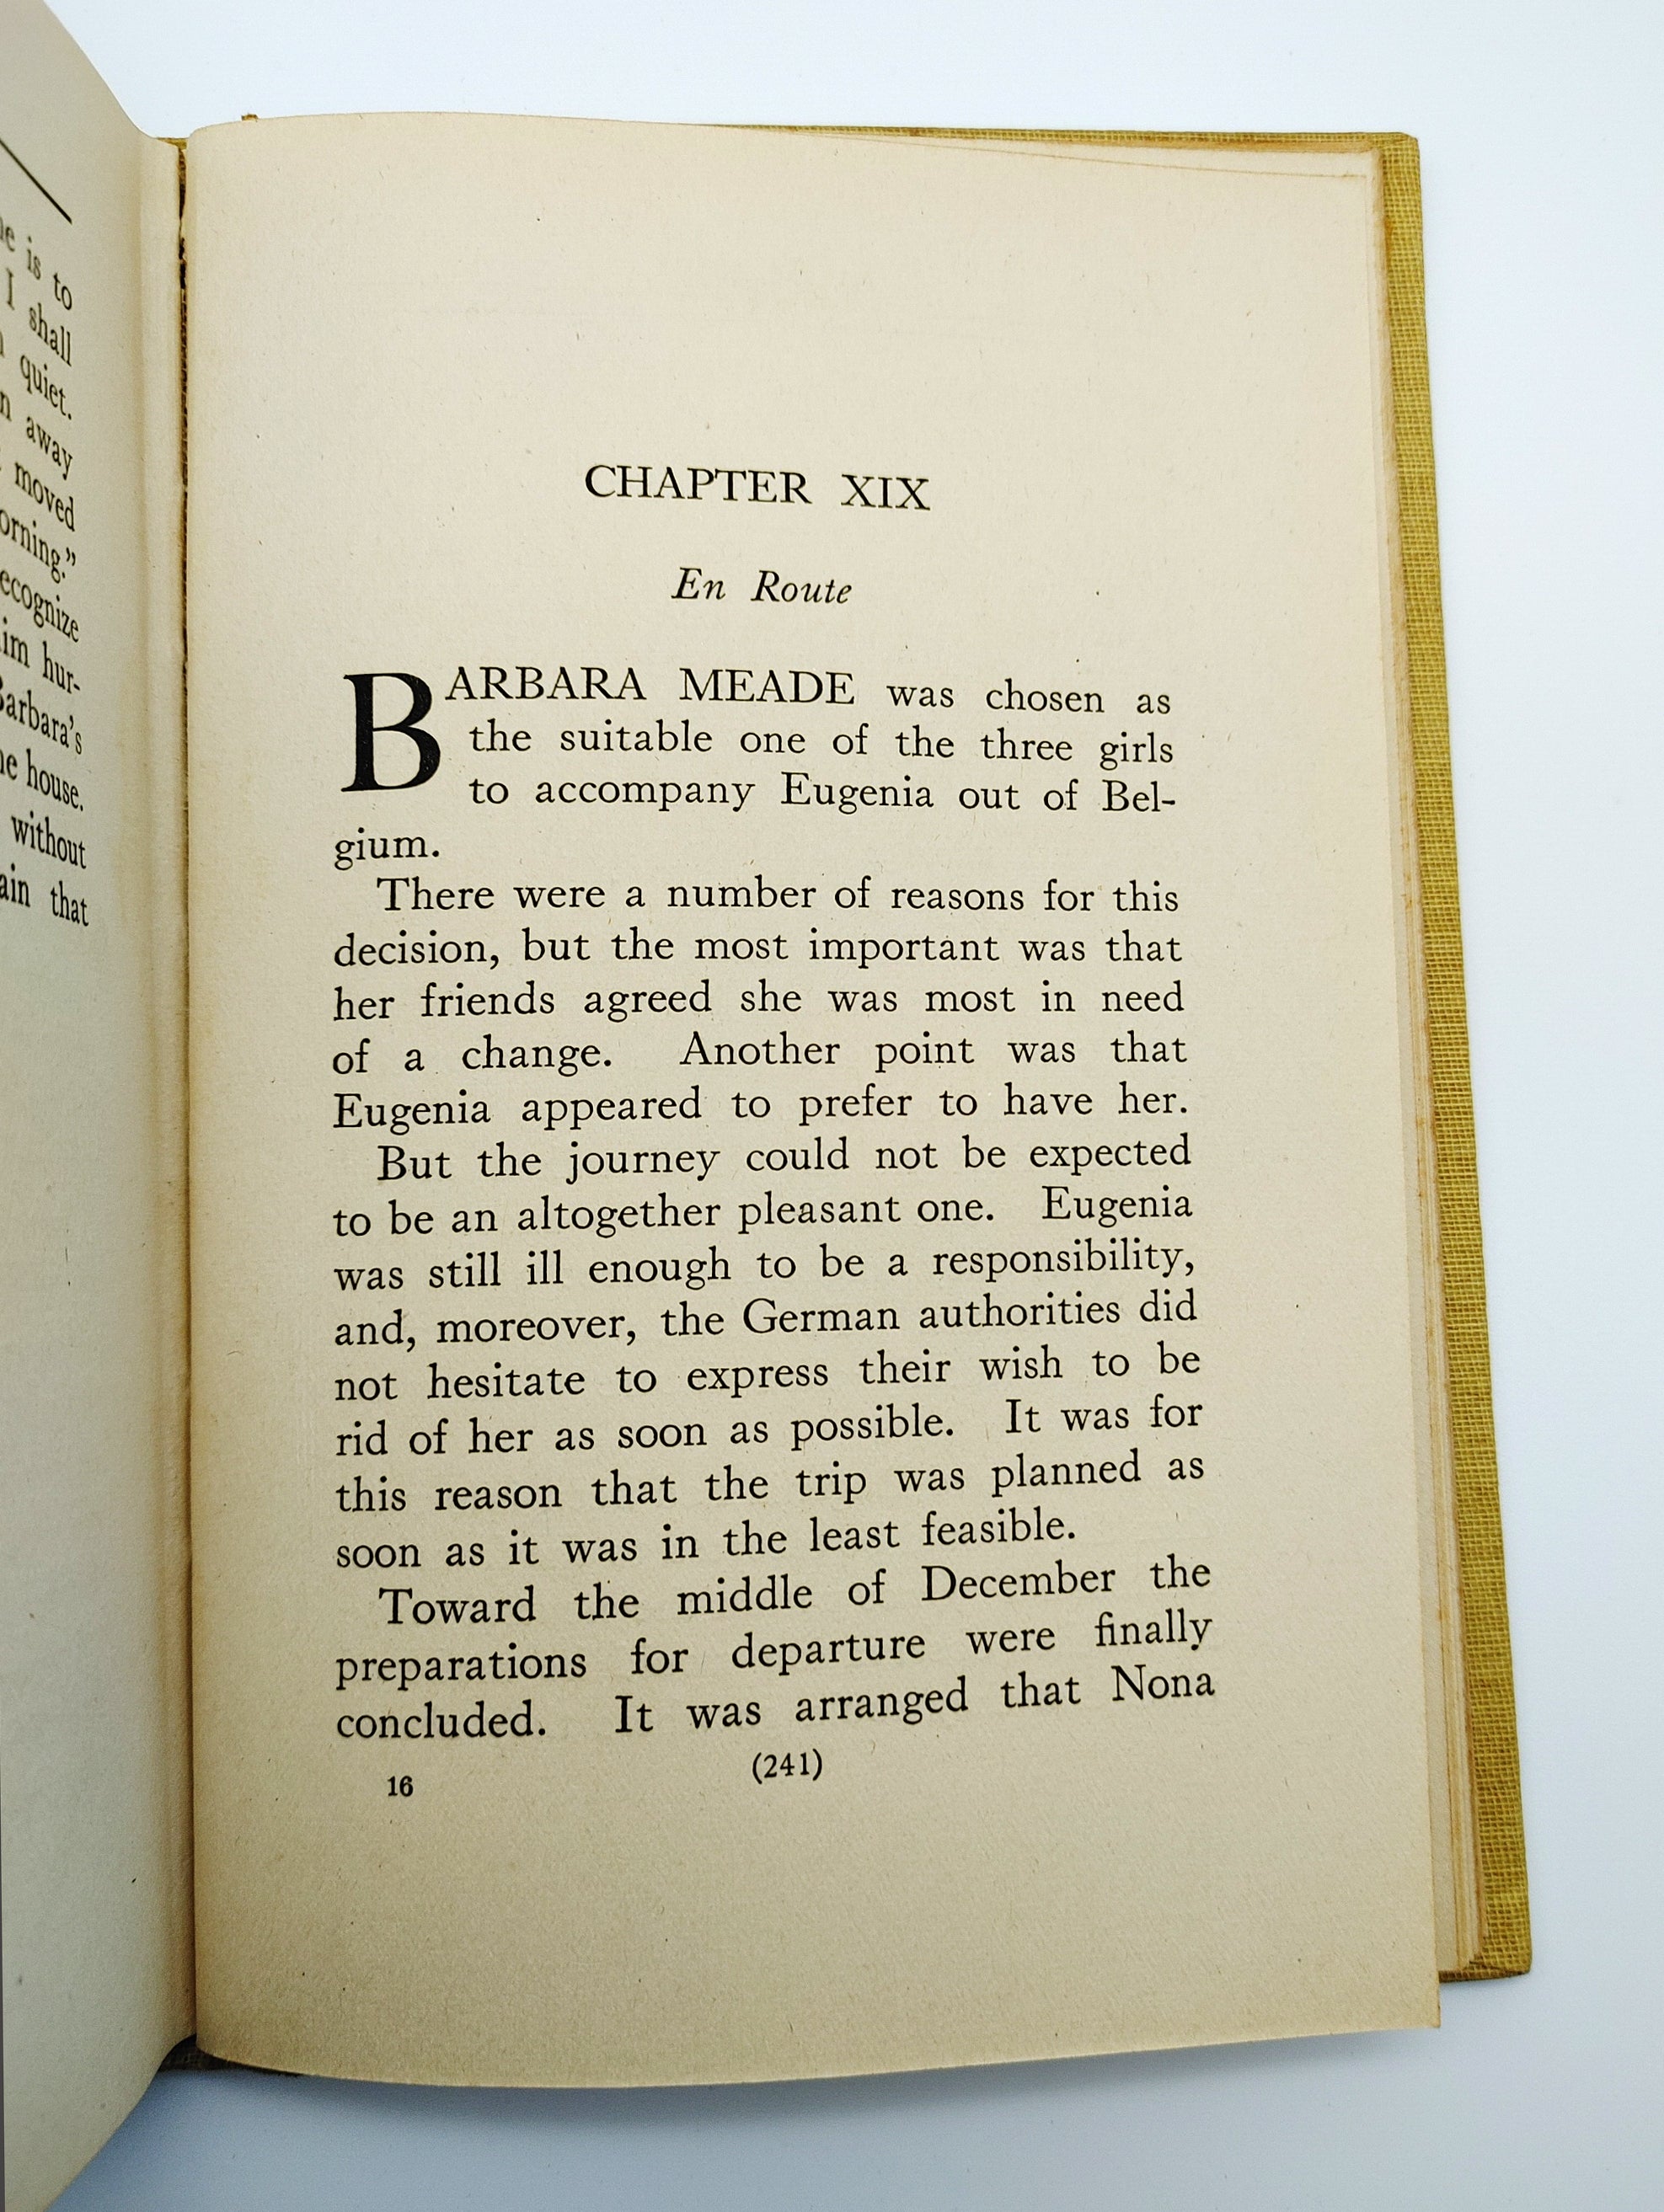 is to
I shall
quiet.
away
moved
hur-
Barbara's
house.
without
that
CHAPTER XIX
En Route
BARBARA MEADE was chosen as
the suitable one of the three girls
to accompany Eugenia out of Bel-
gium.
There were a number of reasons for this
decision, but the most important was that
her friends agreed she was most in need
of a change. Another point was that
Eugenia appeared to prefer to have her.
But the journey could not be expected
to be an altogether pleasant one. Eugenia
was still ill enough to be a responsibility,
and, moreover, the German authorities did
not hesitate to express their wish to be
rid of her as soon as possible. It was for
this reason that the trip was planned as
soon as it was in the least feasible.
Toward the middle of December the
preparations for departure were finally
concluded. It was arranged that Nona
16 (241)